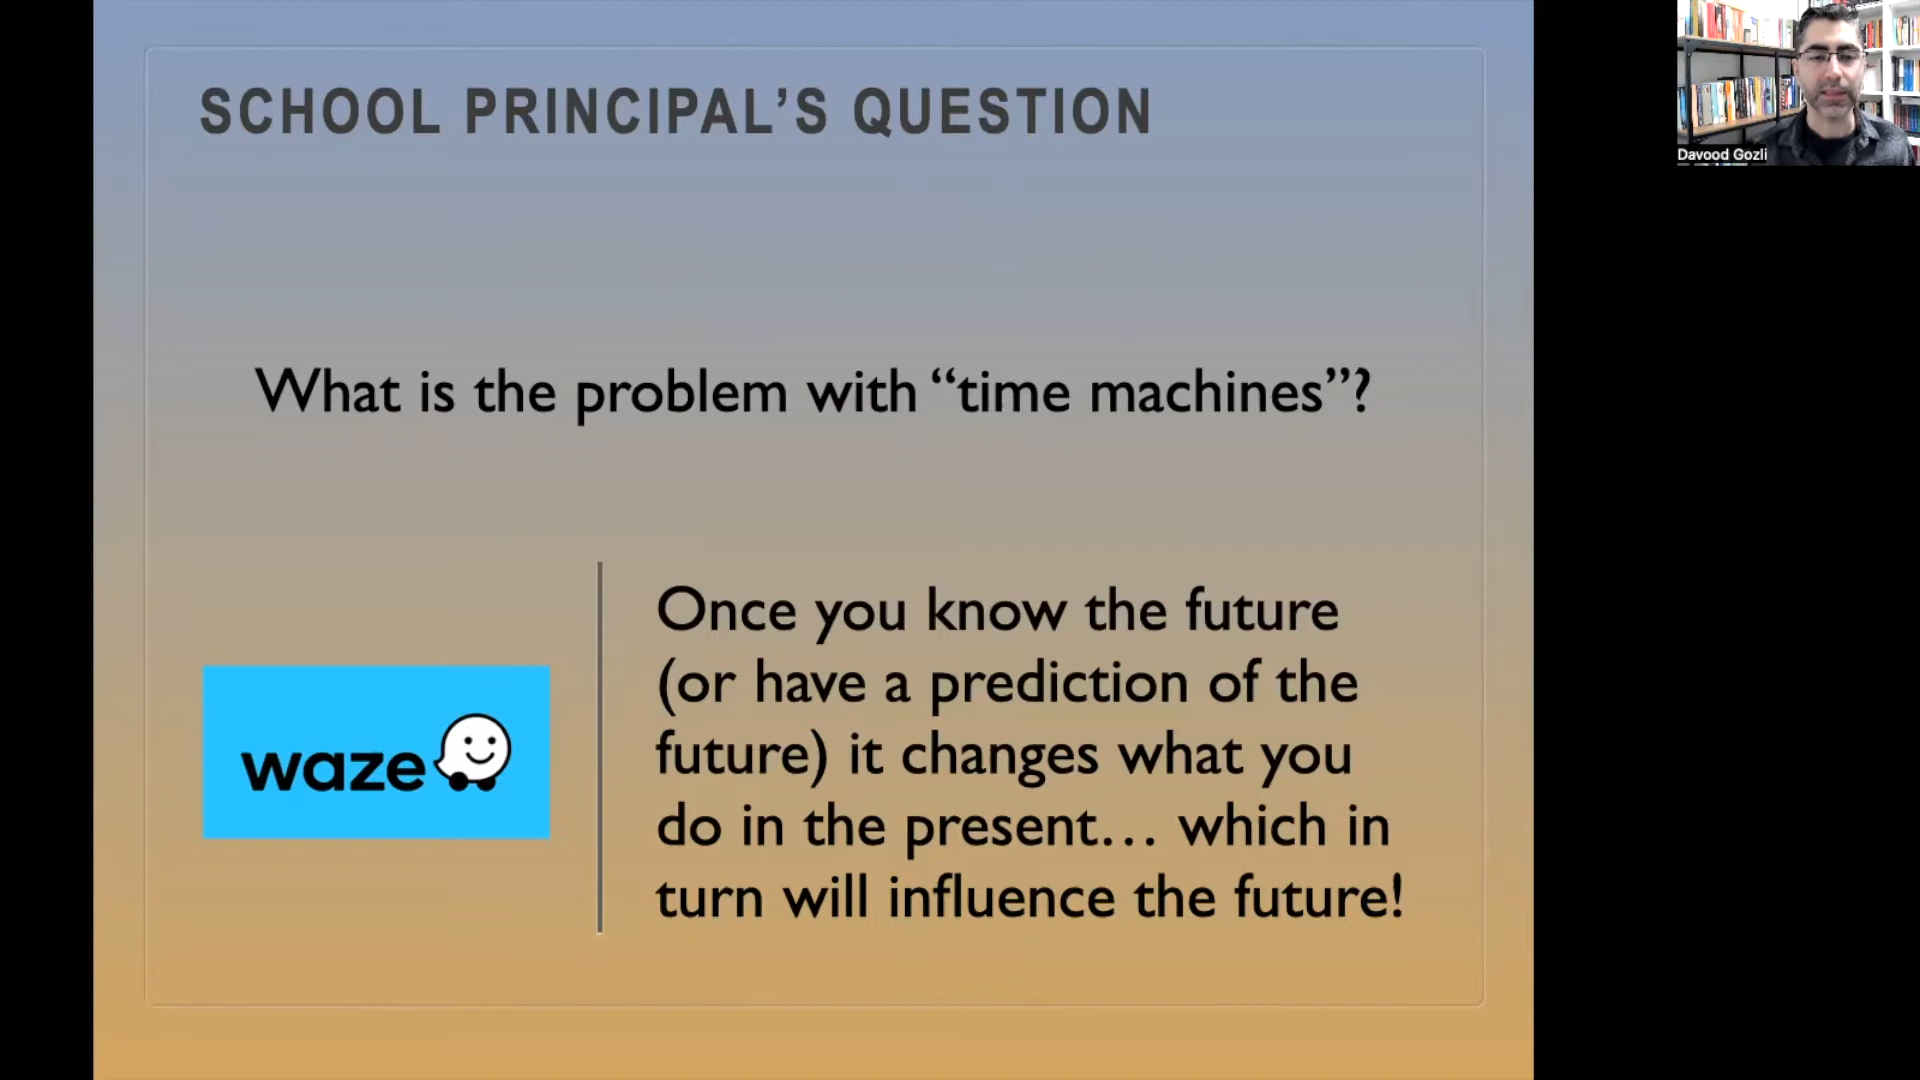 SCHOOL PRINCIPAL’S QUESTION
Davood Gozli
What is the problem with “time machines”?
waze
Once you know the future
(or have a prediction of the
future) it changes what you
do in the present… which in
turn will influence the future!